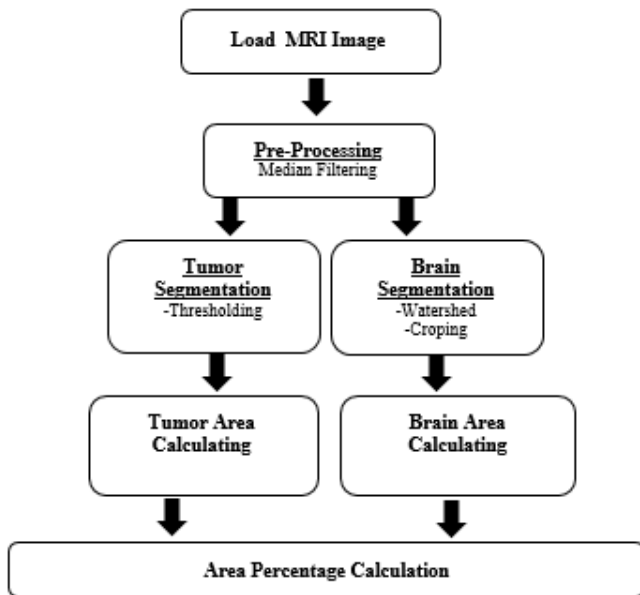 Load MRI Image
Pre-Processing
Median Filtering
Tumor
Segmentation
-Thresholding
Brain
Segmentation
-Watershed
-Croping
Tumor Area
Calculating
Brain Area
Calculating
Area Percentage Calculation